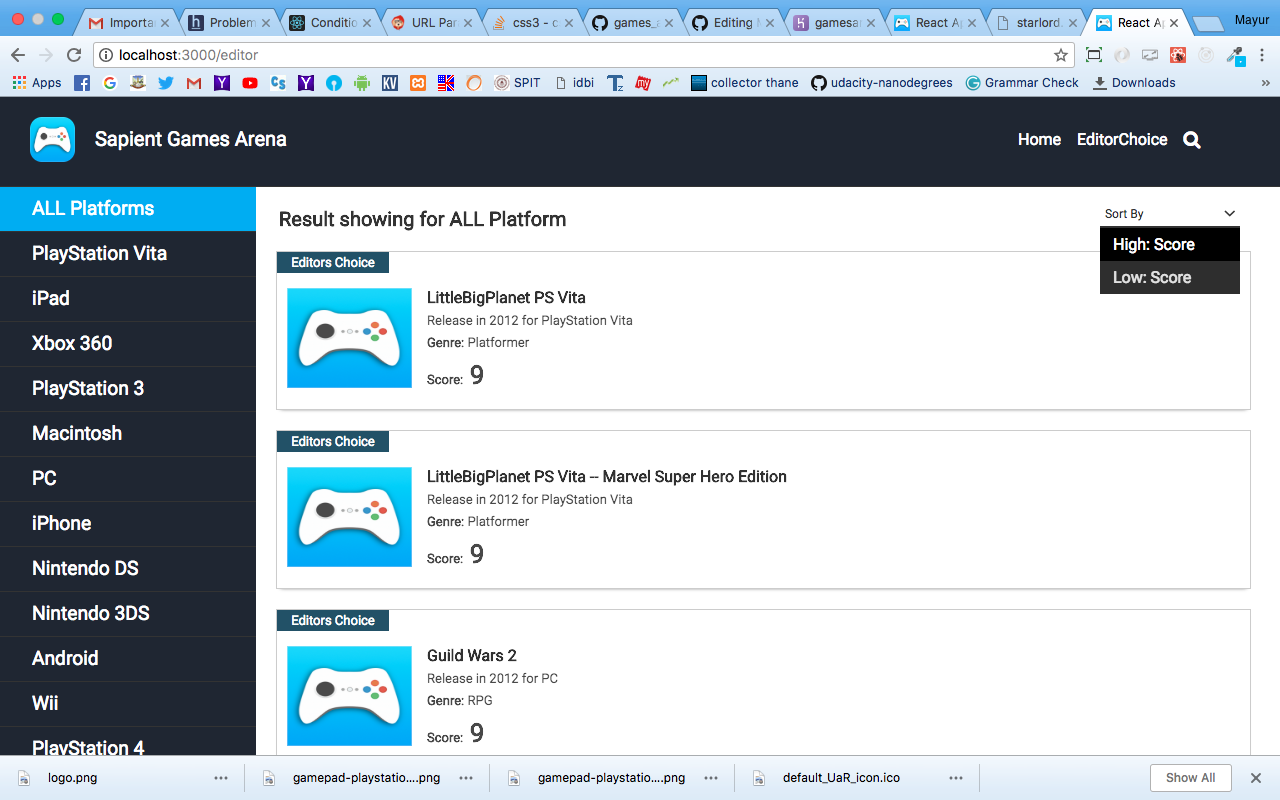 Importa
Problem
Conditio
URL Par
css3 - c
games_a
Editing M
gamesar
React Ap
starlord.
React Ap
Mayur
localhost:3000/editor
Apps
SPIT
idbi
collector thane
udacity-nanodegrees
Grammar Check
Downloads
»
Sapient Games Arena
Home
EditorChoice
ALL Platforms
PlayStation Vita
iPad
Xbox 360
PlayStation 3
Macintosh
PC
iPhone
Nintendo DS
Nintendo 3DS
Android
Wii
PlayStation 4
Result showing for ALL Platform
Sort By
High: Score
Low: Score
Editors Choice
LittleBigPlanet PS Vita
Release in 2012 for PlayStation Vita
Genre: Platformer
Score: 9
Editors Choice
LittleBigPlanet PS Vita -- Marvel Super Hero Edition
Release in 2012 for PlayStation Vita
Genre: Platformer
Score: 9
Editors Choice
Guild Wars 2
Release in 2012 for PC
Genre: RPG
Score: 9
logo.png
gamepad-playstatio....png
gamepad-playstatio....png
default_UaR_icon.ico
Show All